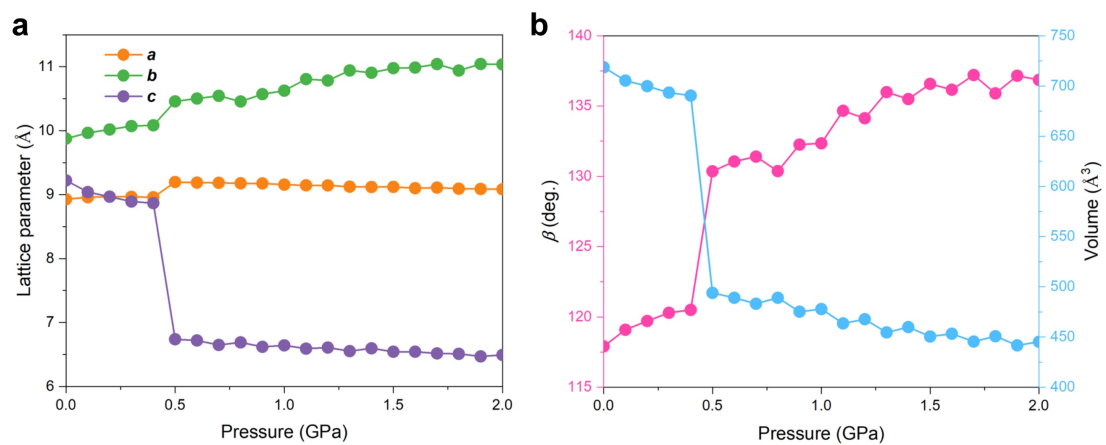 a
a
b
c
Lattice parameter (Å)
11
10
9
8
7
6
0.0 0.5 1.0 1.5 2.0
Pressure (GPa)
b
β (deg.)
140
135
130
125
120
115
750
700
650
600
550
500
450
400
Volume (Å³)
0.0 0.5 1.0 1.5 2.0
Pressure (GPa)